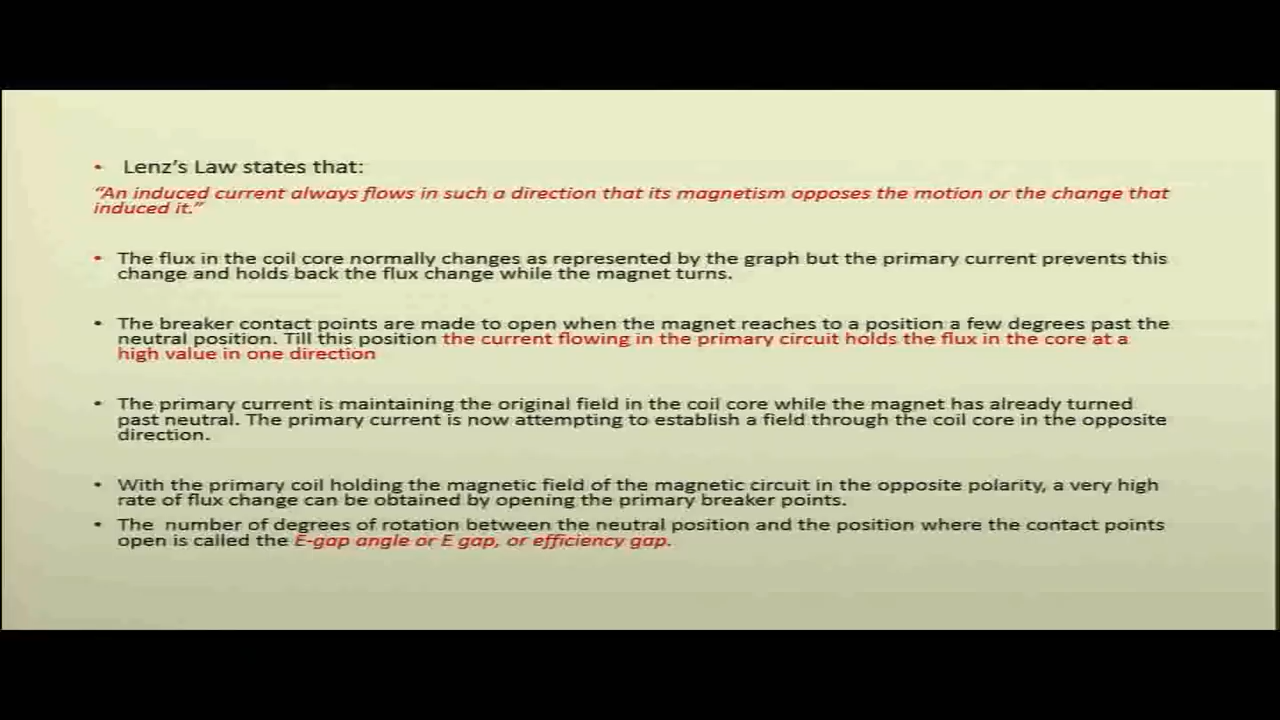 • Lenz's Law states that:
"An induced current always flows in such a direction that its magnetism opposes the motion or the change that
induced it."
• The flux in the coil core normally changes as represented by the graph but the primary current prevents this
change and holds back the flux change while the magnet turns.
• The breaker contact points are made to open when the magnet reaches to a position a few degrees past the
neutral position. Till this position the current flowing in the primary circuit holds the flux in the core at a
high value in one direction
• The primary current is maintaining the original field in the coil core while the magnet has already turned
past neutral. The primary current is now attempting to establish a field through the coil core in the opposite
direction.
• With the primary coil holding the magnetic field of the magnetic circuit in the opposite polarity, a very high
rate of flux change can be obtained by opening the primary breaker points.
• The number of degrees of rotation between the neutral position and the position where the contact points
open is called the E-gap angle or E gap, or efficiency gap.